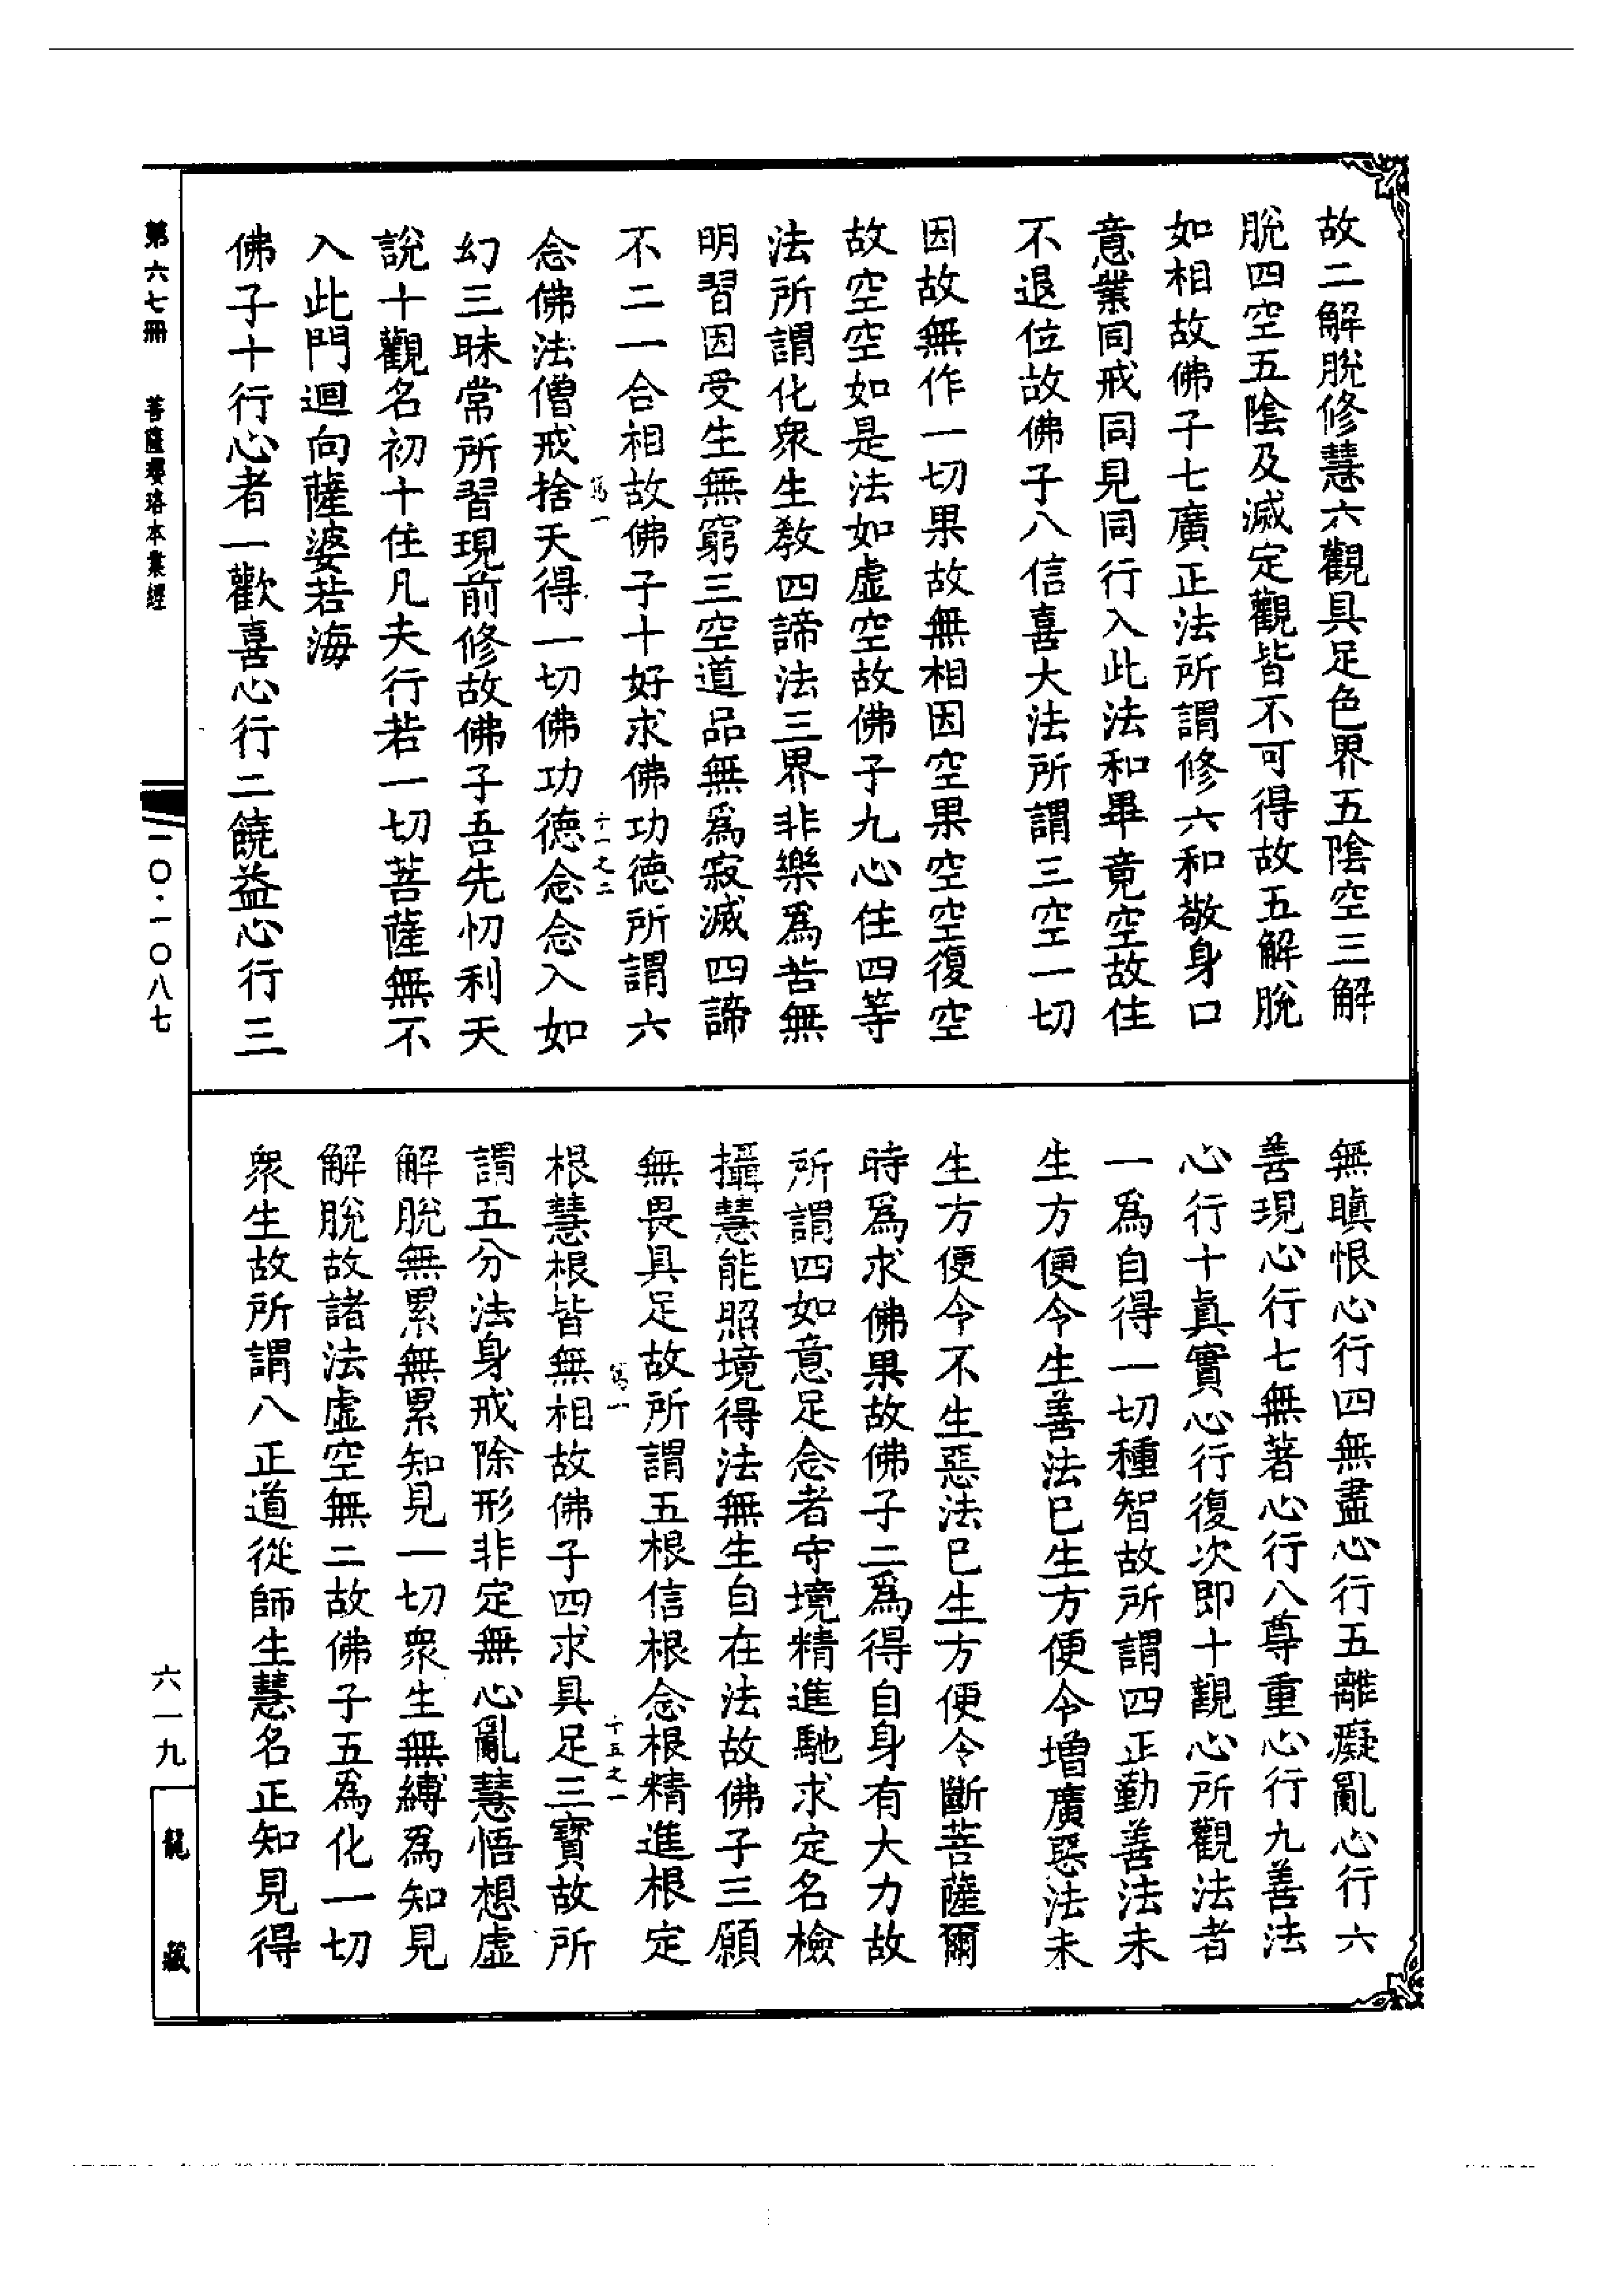 故二解脫修慧六觀具足色界五陰空三解
脫四空五陰及滅定觀皆不可得故五解脫
如相故佛子七廣正法所謂修六和敬身口
意業同戒同見同行入此法和畢竟空故住
不退位故佛子八信喜大法所謂三空一切
因故無作一切果故無相因空果空空復空
故空空如是法如虛空故佛子九心住四等
法所謂化衆生教四諦法三界非樂爲苦無
明習因受生無窮三空道品無爲寂滅四諦
不二一合相故佛子十好求佛功德所謂六
寫一
十一之二
念佛法僧戒捨天得一切佛功德念念入如
幻三昧常所習現前修故佛子吾先忉利天
說十觀名初十住凡夫行若一切菩薩無不
入此門迴向薩婆若海
佛子十行心者一歡喜心行二饒益心行三
第六七冊
菩薩瓔珞本業經
一〇·一〇八七
無瞋恨心行四無盡心行五離癡亂心行六
善現心行七無著心行八尊重心行九善法
心行十眞實心行復次即十觀心所觀法者
一爲自得一切種智故所謂四正勤善法未
生方便令生善法巳生方便令增廣惡法未
生方便令不生惡法巳生方便令斷菩薩爾
時爲求佛果故佛子二爲得自身有大力故
所謂四如意足念者守境精進馳求定名檢
攝慧能照境得法無生自在法故佛子三願
無畏具足故所謂五根信根念根精進根定
寫一
十五之一
根慧根皆無相故佛子四求具足三寶故所
謂五分法身戒除形非定無心亂慧悟想虛
解脫無累無累知見一切衆生無縛爲知見
解脫故諸法虛空無二故佛子五爲化一切
衆生故所謂八正道從師生慧名正知見得
六一九
龍藏